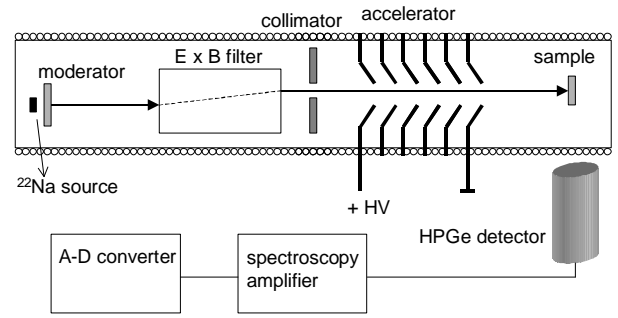 collimator
accelerator
E x B filter
moderator
sample
²²Na source
+ HV
HPGe detector
A-D converter
spectroscopy
amplifier